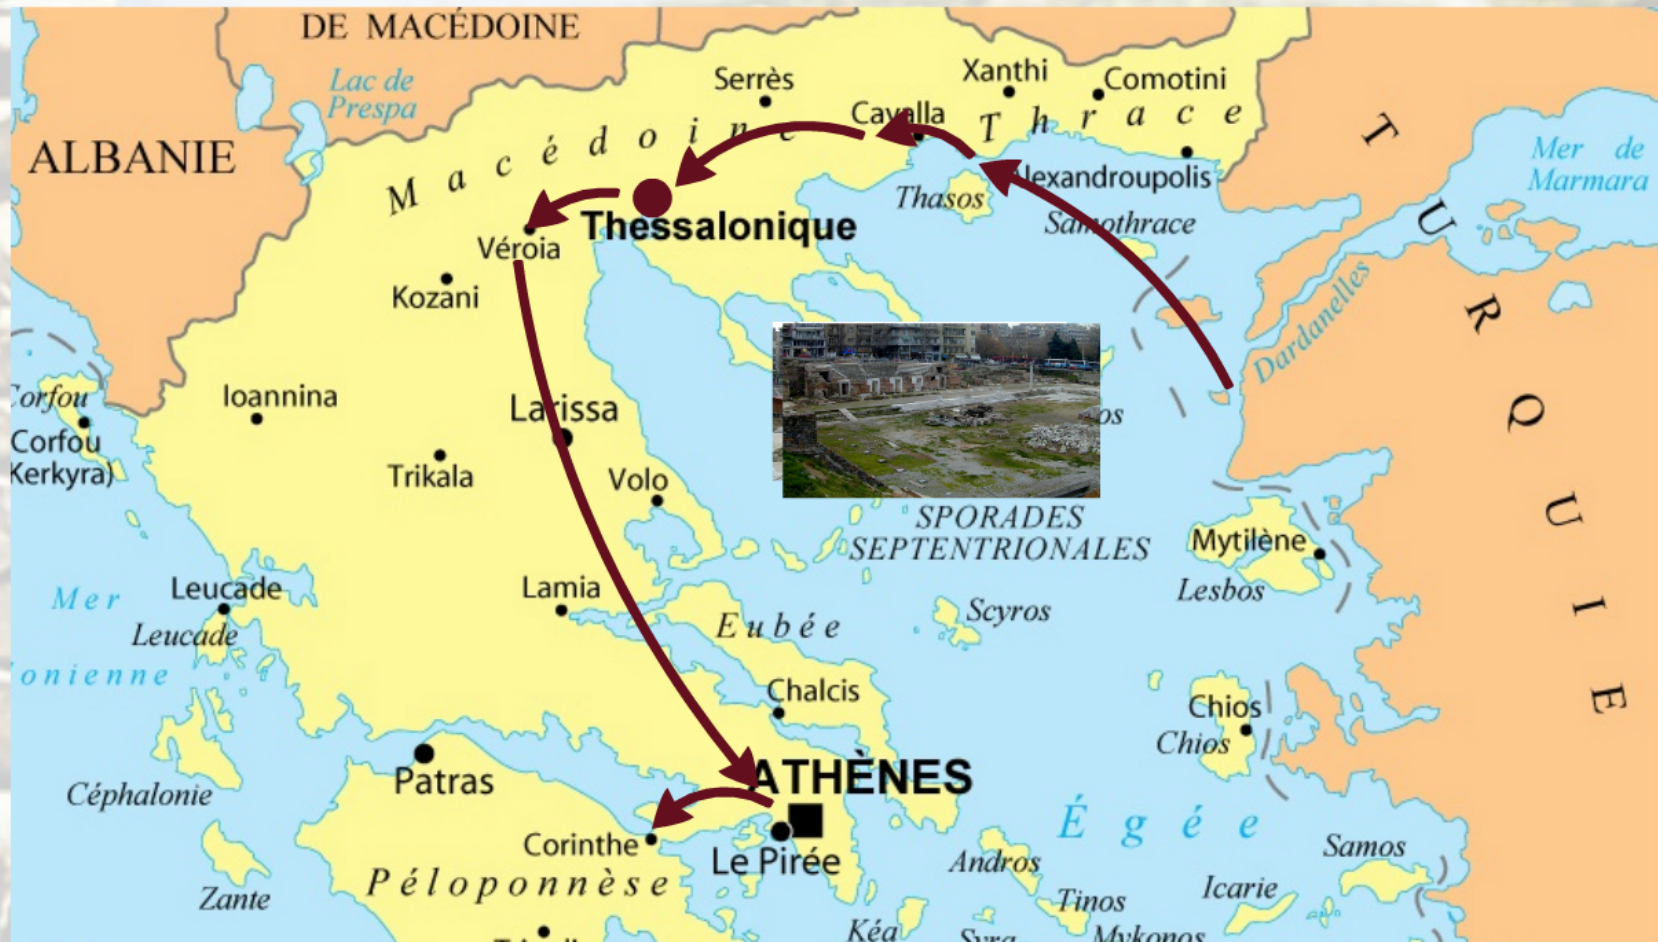 DE MACÉDOINE
Lac de
Prespa
ALBANIE
Macédoine
Serrès
Xanthi
Comotini
Cavalla
Thrace
Alexandroupolis
Thasos
Samothrace
Mer de
Marmara
TURQUIE
Dardanelles
Thessalonique
Véroia
Kozani
Corfou
Corfou
Kerkyra)
Ioannina
Larissa
Trikala
Volo
SPORADES
SEPTENTRIONALES
Mytilène
Lesbos
Mer
onienne
Leucade
Leucade
Lamia
Eubée
Scyros
Chalcis
Chios
Chios
Céphalonie
Patras
ATHÈNES
Égée
Corinthe
Le Pirée
Péloponnèse
Zante
Andros
Samos
Icarie
Tinos
Kéa
Syra
Mykonos